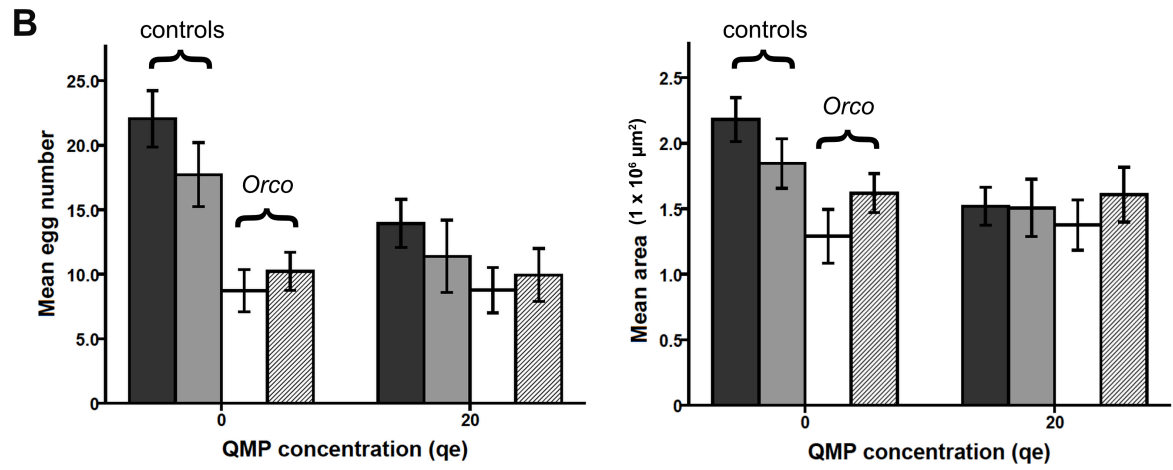 B
controls
Orco
Mean egg number
25.0
20.0
15.0
10.0
5.0
0
0
20
QMP concentration (qe)
controls
Orco
Mean area (1 x 10⁶ µm²)
2.5
2.0
1.5
1.0
0.5
0
0
20
QMP concentration (qe)